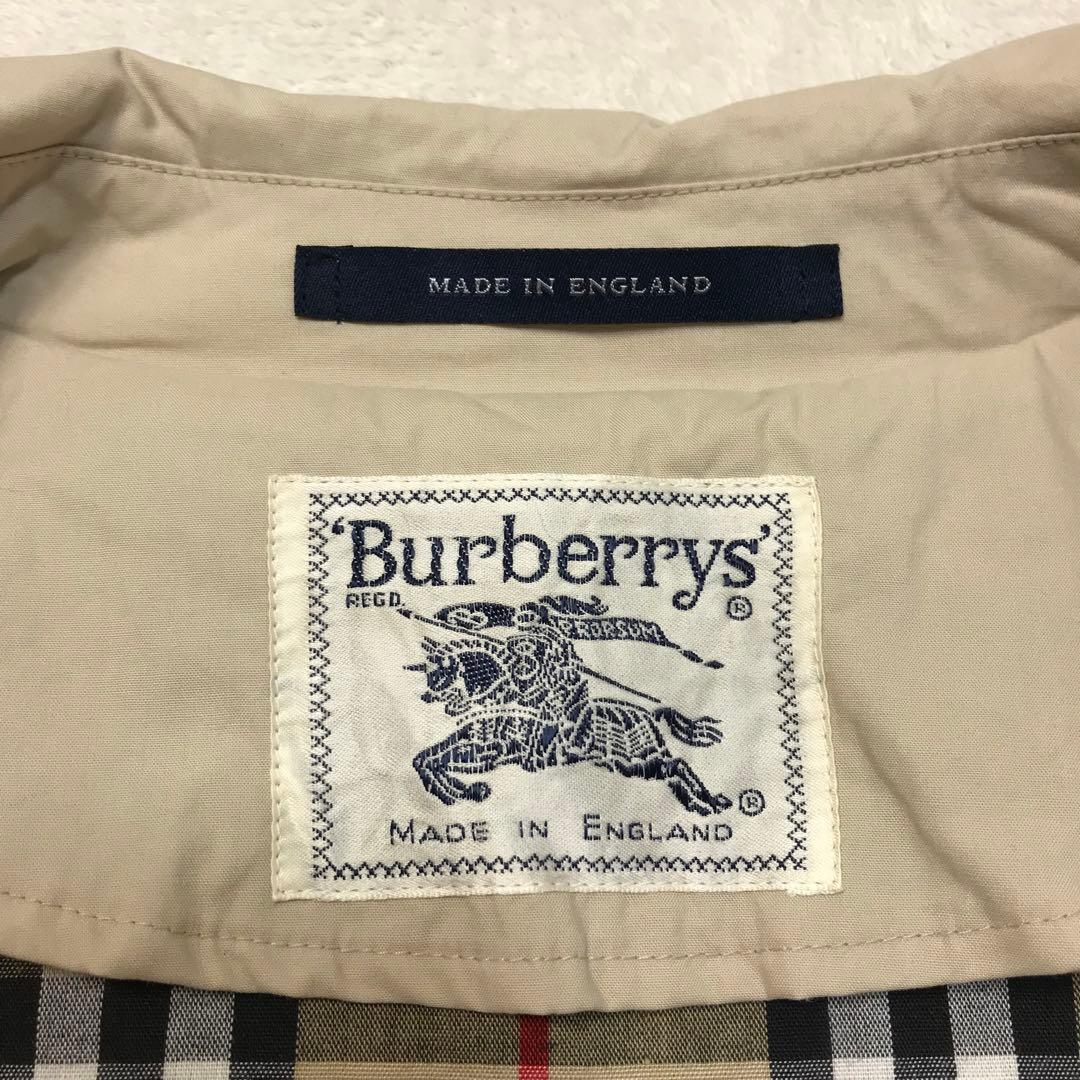 MADE IN ENGLAND
'Burberrys'
REGD.
®
PRORSUM
®
MADE IN ENGLAND